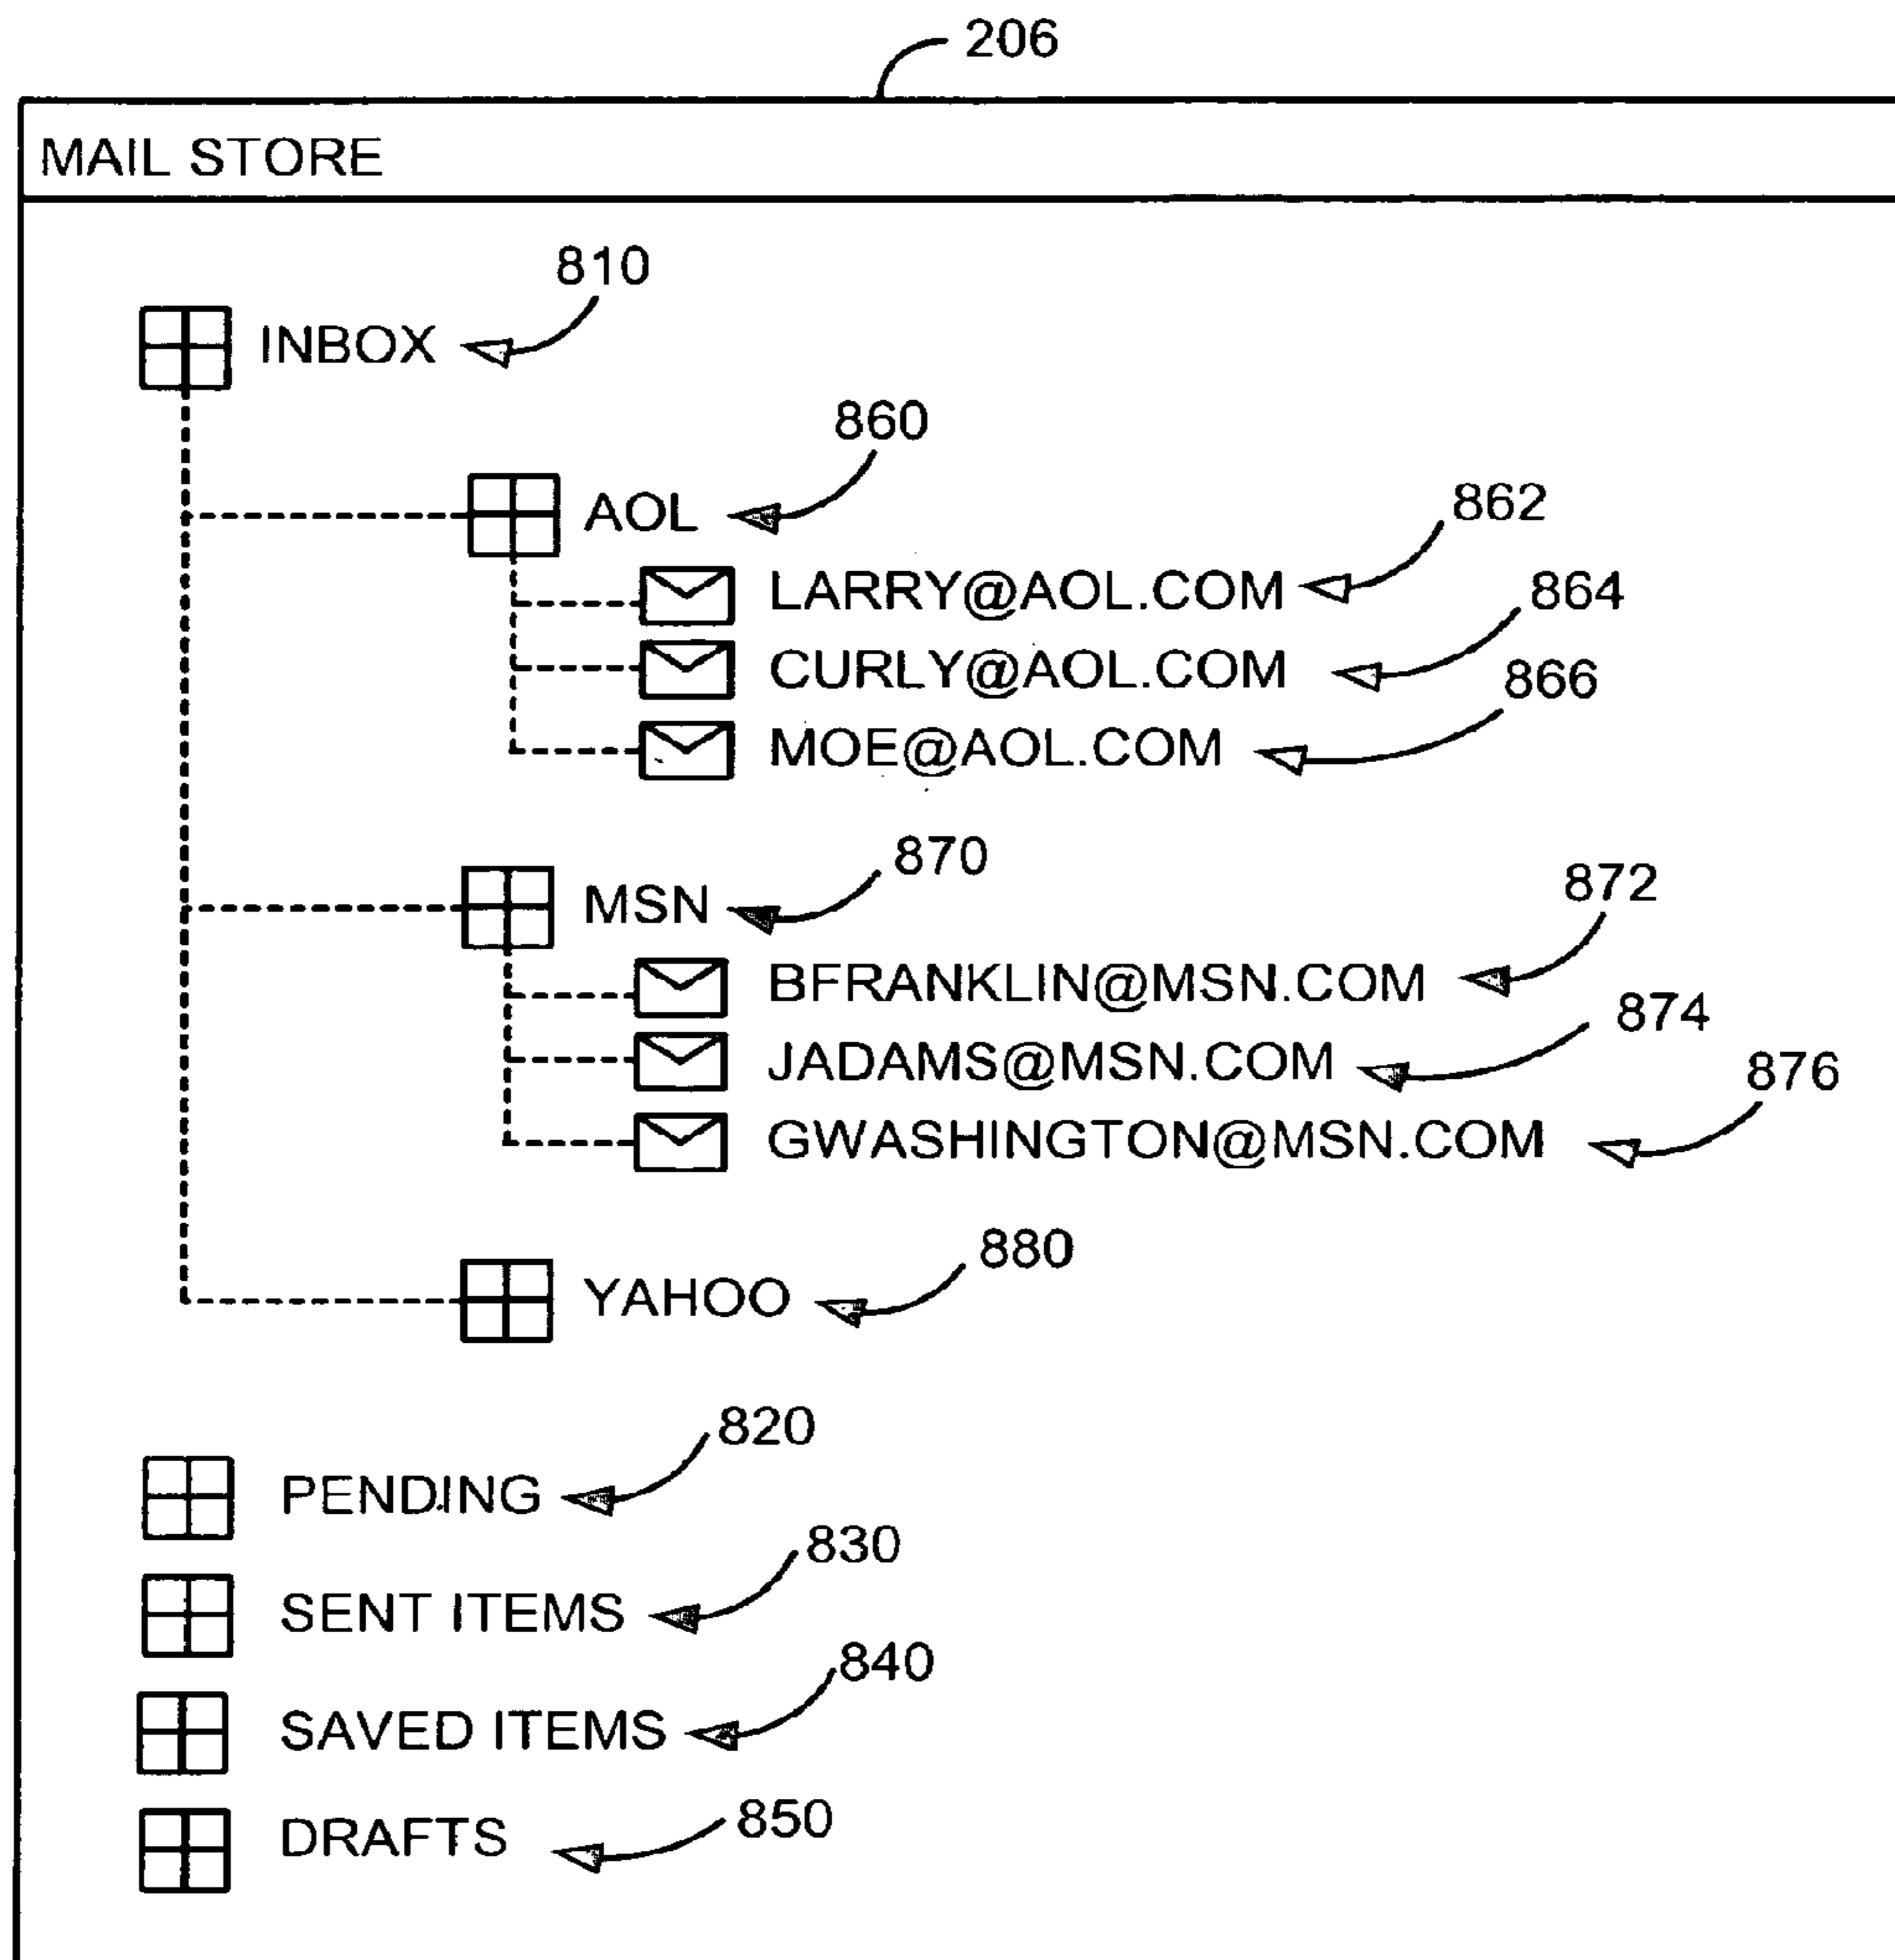 206
MAIL STORE
810
INBOX
860
AOL
862
LARRY@AOL.COM
864
CURLY@AOL.COM
866
MOE@AOL.COM
870
MSN
872
BFRANKLIN@MSN.COM
874
JADAMS@MSN.COM
876
GWASHINGTON@MSN.COM
880
YAHOO
820
PENDING
830
SENT ITEMS
840
SAVED ITEMS
850
DRAFTS